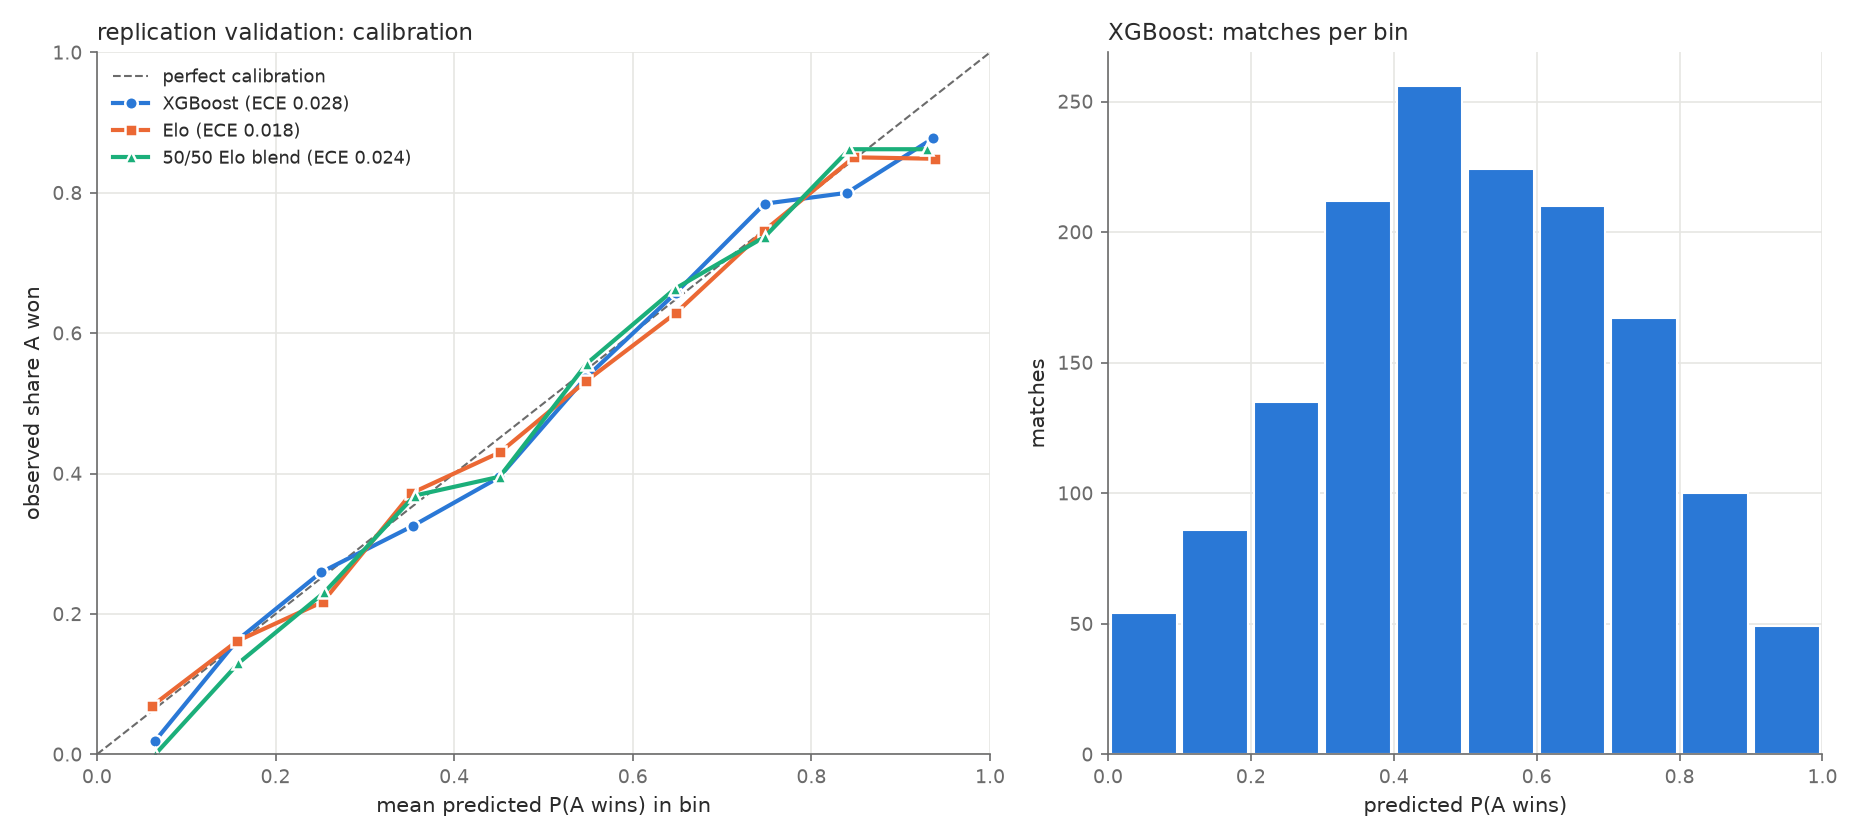 replication validation: calibration
1.0
0.8
0.6
0.4
0.2
0.0
observed share A won
perfect calibration
XGBoost (ECE 0.028)
Elo (ECE 0.018)
50/50 Elo blend (ECE 0.024)
0.0 0.2 0.4 0.6 0.8 1.0
mean predicted P(A wins) in bin
XGBoost: matches per bin
250
200
150
100
50
0
matches
0.0 0.2 0.4 0.6 0.8 1.0
predicted P(A wins)